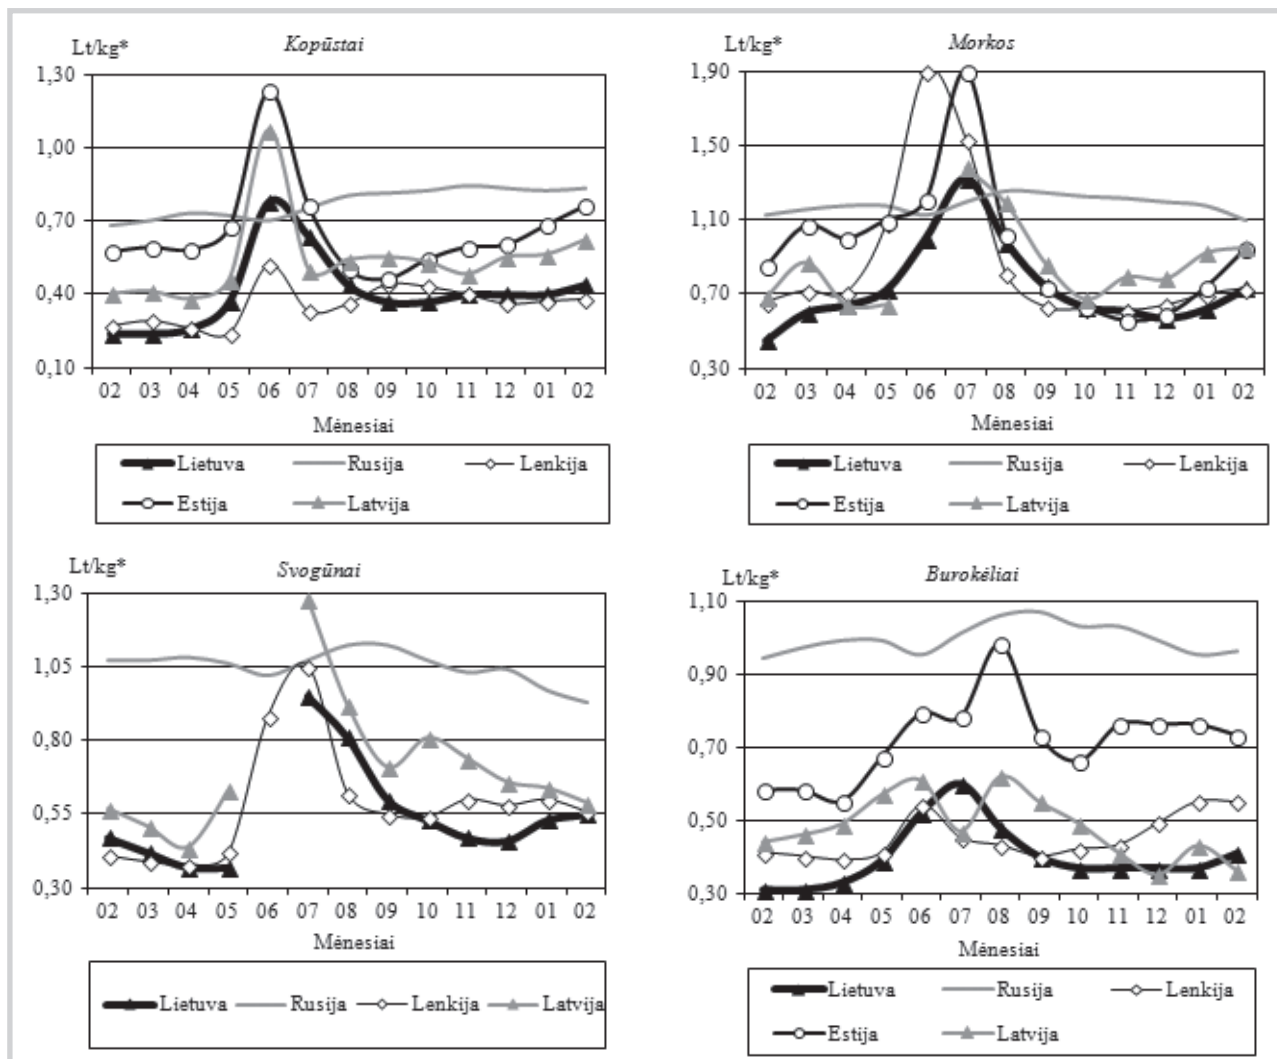 Lt/kg*
Kopūstai
1,30
1,00
0,70
0,40
0,10
02 03 04 05 06 07 08 09 10 11 12 01 02
Mėnesiai
Lietuva Rusija Lenkija
Estija Latvija
Lt/kg*
Morkos
1,90
1,50
1,10
0,70
0,30
02 03 04 05 06 07 08 09 10 11 12 01 02
Mėnesiai
Lietuva Rusija Lenkija
Estija Latvija
Lt/kg*
Svogūnai
1,30
1,05
0,80
0,55
0,30
02 03 04 05 06 07 08 09 10 11 12 01 02
Mėnesiai
Lietuva Rusija Lenkija Latvija
Lt/kg*
Burokėliai
1,10
0,90
0,70
0,50
0,30
02 03 04 05 06 07 08 09 10 11 12 01 02
Mėnesiai
Lietuva Rusija Lenkija
Estija Latvija